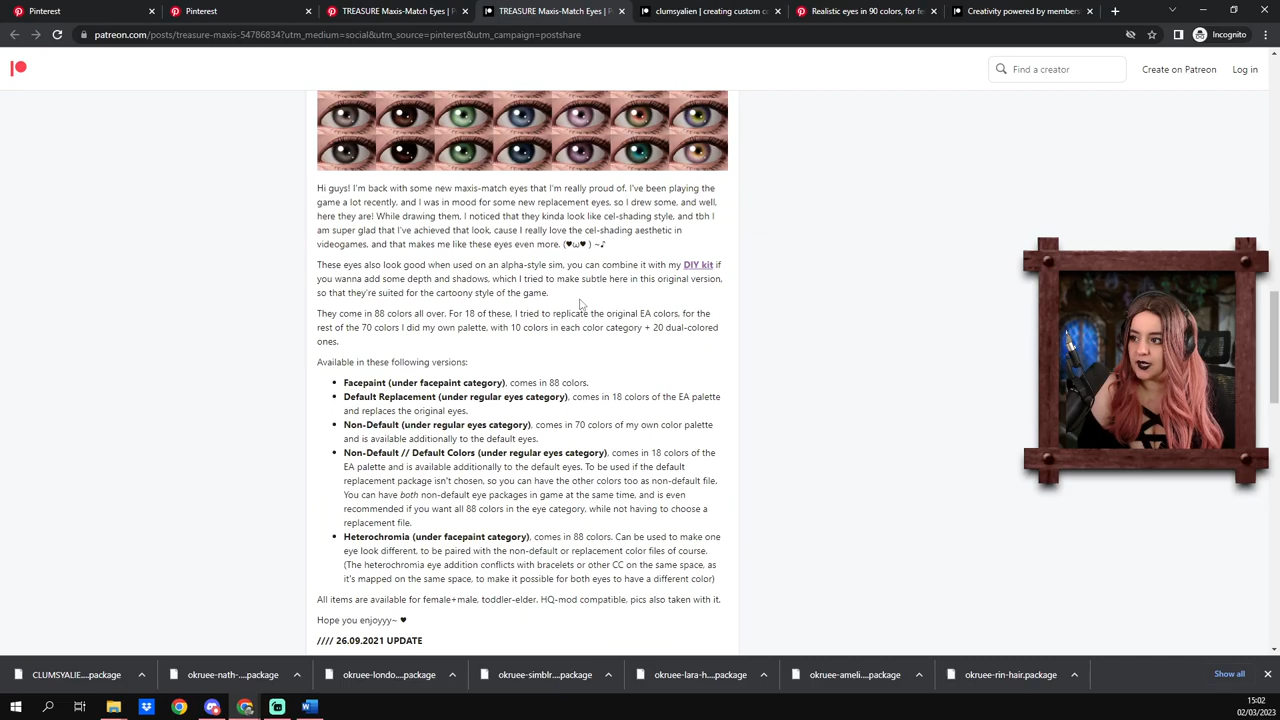 Pinterest
Pinterest
TREASURE Maxis-Match Eyes | P
TREASURE Maxis-Match Eyes | P
clumsyalien | creating custom co
Realistic eyes in 90 colors, for fe
Creativity powered by members
patreon.com/posts/treasure-maxis-54786834?utm_medium=social&utm_source=pinterest&utm_campaign=postshare
Incognito
Find a creator
Create on Patreon
Log in
Hi guys! I'm back with some new maxis-match eyes that I'm really proud of. I've been playing the
game a lot recently, and I was in mood for some new replacement eyes, so I drew some, and well,
here they are! While drawing them, I noticed that they kinda look like cel-shading style, and tbh I
am super glad that I've achieved that look, cause I really love the cel-shading aesthetic in
videogames, and that makes me like these eyes even more. (♥ω♥ ) ~♪
These eyes also look good when used on an alpha-style sim, you can combine it with my DIY kit if
you wanna add some depth and shadows, which I tried to make subtle here in this original version,
so that they're suited for the cartoony style of the game.
They come in 88 colors all over. For 18 of these, I tried to replicate the original EA colors, for the
rest of the 70 colors I did my own palette, with 10 colors in each color category + 20 dual-colored
ones.
Available in these following versions:
• Facepaint (under facepaint category), comes in 88 colors.
• Default Replacement (under regular eyes category), comes in 18 colors of the EA palette
and replaces the original eyes.
• Non-Default (under regular eyes category), comes in 70 colors of my own color palette
and is available additionally to the default eyes.
• Non-Default // Default Colors (under regular eyes category), comes in 18 colors of the
EA palette and is available additionally to the default eyes. To be used if the default
replacement package isn't chosen, so you can have the other colors too as non-default file.
You can have both non-default eye packages in game at the same time, and is even
recommended if you want all 88 colors in the eye category, while not having to choose a
replacement file.
• Heterochromia (under facepaint category), comes in 88 colors. Can be used to make one
eye look different, to be paired with the non-default or replacement color files of course.
(The heterochromia eye addition conflicts with bracelets or other CC on the same space, as
it's mapped on the same space, to make it possible for both eyes to have a different color)
All items are available for female+male, toddler-elder. HQ-mod compatible, pics also taken with it.
Hope you enjoyyy~ ♥
//// 26.09.2021 UPDATE
CLUMSYALIE....package
okruee-nath-....package
okruee-londo....package
okruee-simblr....package
okruee-lara-h....package
okruee-ameli....package
okruee-rin-hair.package
Show all
15:02
02/03/2023